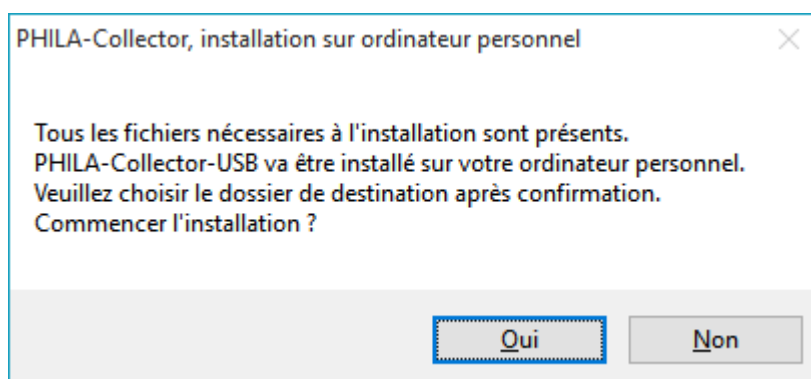 PHILA-Collector, installation sur ordinateur personnel
Tous les fichiers nécessaires à l'installation sont présents.
PHILA-Collector-USB va être installé sur votre ordinateur personnel.
Veuillez choisir le dossier de destination après confirmation.
Commencer l'installation ?
Oui Non